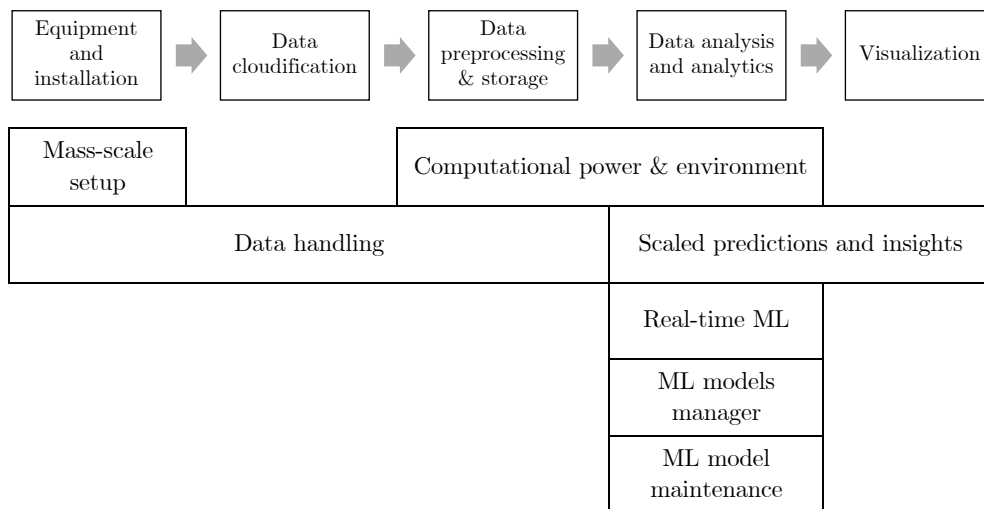 Equipment
and
installation
Data
cloudification
Data
preprocessing
& storage
Data analysis
and analytics
Visualization
Mass-scale
setup
Computational power & environment
Data handling
Scaled predictions and insights
Real-time ML
ML models
manager
ML model
maintenance